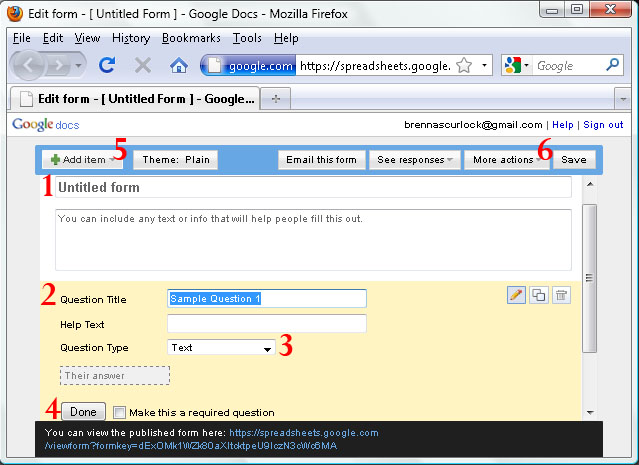 Edit form - [ Untitled Form ] - Google Docs - Mozilla Firefox
File Edit View History Bookmarks Tools Help
google.com https://spreadsheets.google. Google
Edit form - [ Untitled Form ] - Google...
Google docs brennascurlock@gmail.com | Help | Sign out
Add item 5 Theme: Plain Email this form See responses More actions 6 Save
1 Untitled form
You can include any text or info that will help people fill this out.
2 Question Title Sample Question 1
Help Text
Question Type Text 3
Their answer
4 Done Make this a required question
You can view the published form here: https://spreadsheets.google.com